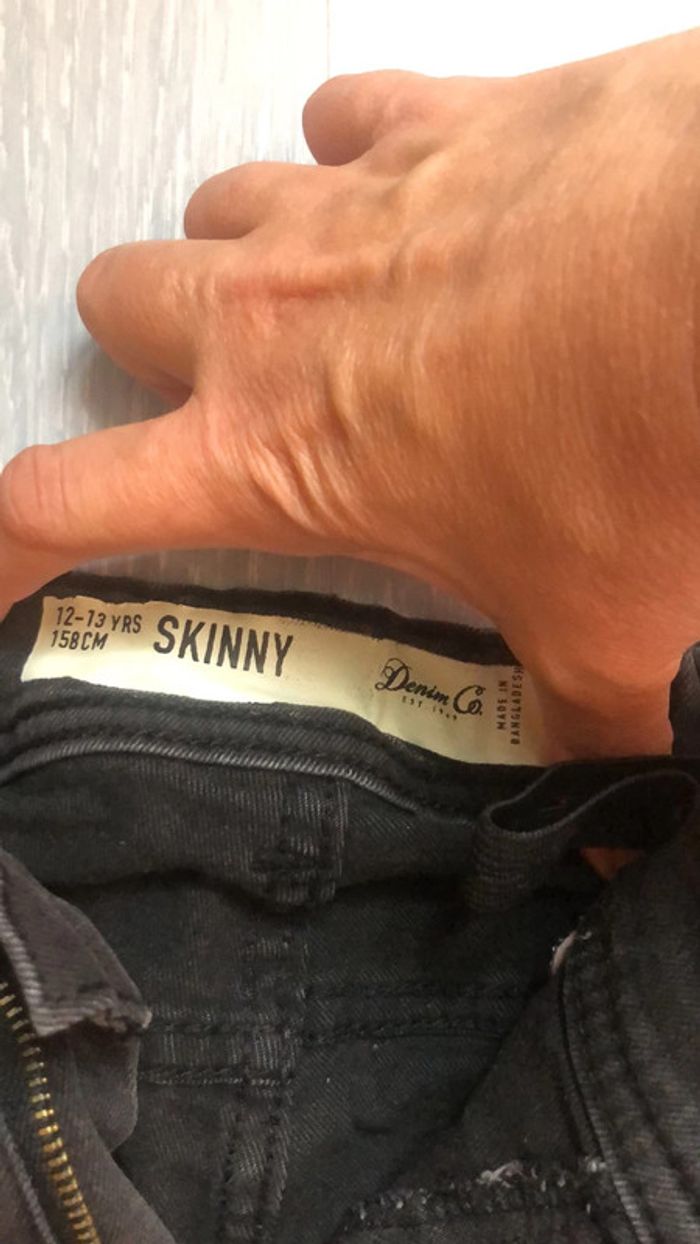 12-13 YRS
158CM
SKINNY
Denim Co.
EST. 1969
MADE IN
BANGLADESH